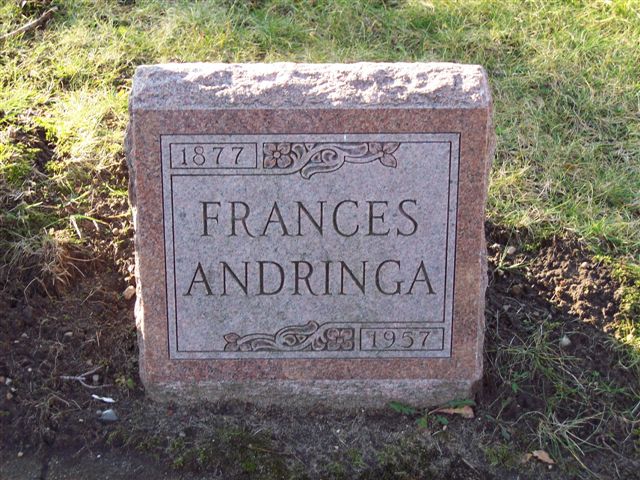 1877
FRANCES
ANDRINGA
1957